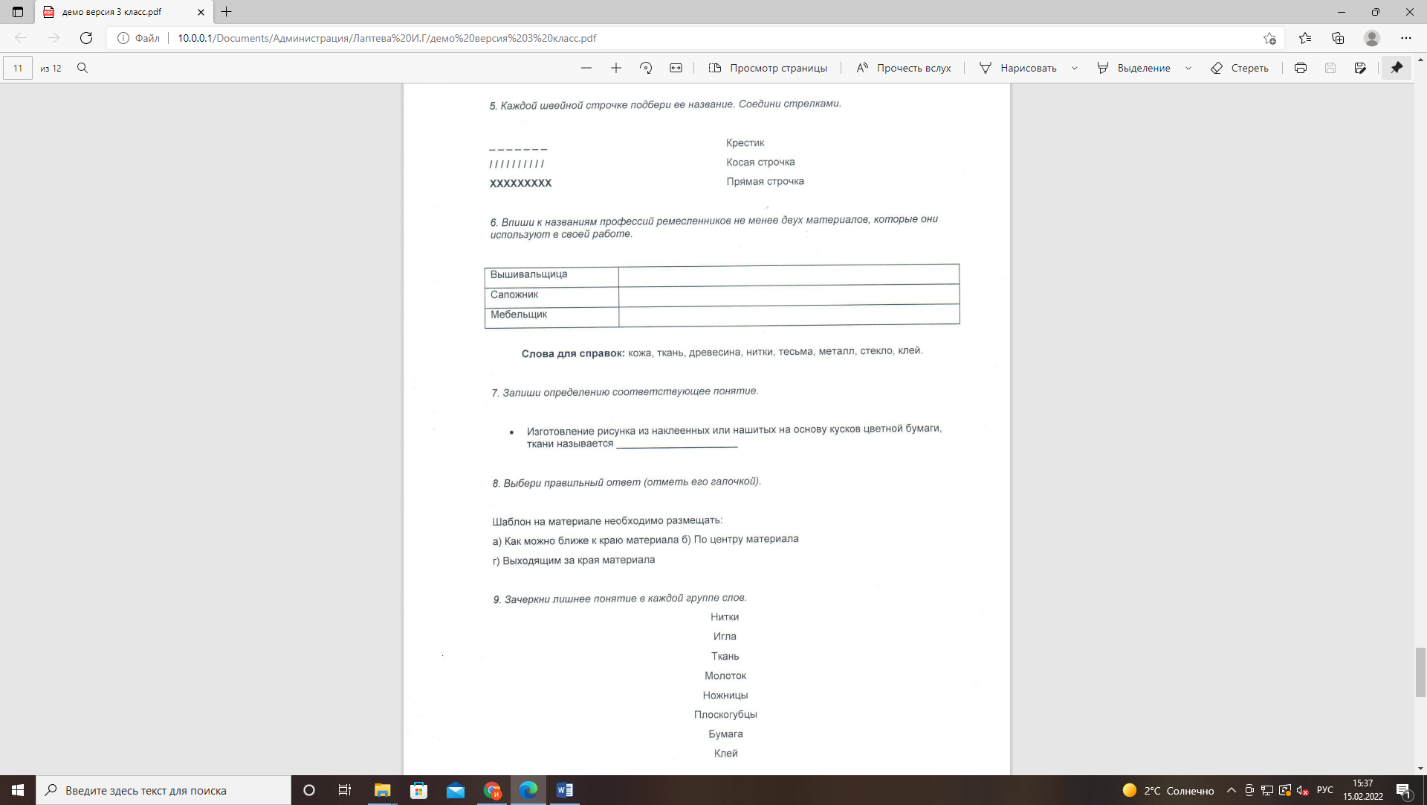 демо версия 3 класс.pdf
Файл 10.0.0.1/Documents/Администрация/Лаптева%20И.Г/демо%20версия%203%20класс.pdf
11 из 12 Просмотр страницы Прочесть вслух Нарисовать Выделение Стереть
5. Каждой швейной строчке подбери ее название. Соедини стрелками.
_ _ _ _ _ _ _ Крестик
/ / / / / / / / / / Косая строчка
ХХХХХХХХХ Прямая строчка
6. Впиши к названиям профессий ремесленников не менее двух материалов, которые они
используют в своей работе.
Вышивальщица
Сапожник
Мебельщик
Слова для справок: кожа, ткань, древесина, нитки, тесьма, металл, стекло, клей.
7. Запиши определению соответствующее понятие.
• Изготовление рисунка из наклеенных или нашитых на основу кусков цветной бумаги,
ткани называется ____________________
8. Выбери правильный ответ (отметь его галочкой).
Шаблон на материале необходимо размещать:
а) Как можно ближе к краю материала б) По центру материала
г) Выходящим за края материала
9. Зачеркни лишнее понятие в каждой группе слов.
Нитки
Игла
Ткань
Молоток
Ножницы
Плоскогубцы
Бумага
Клей
Введите здесь текст для поиска
2°C Солнечно РУС 15:37
15.02.2022